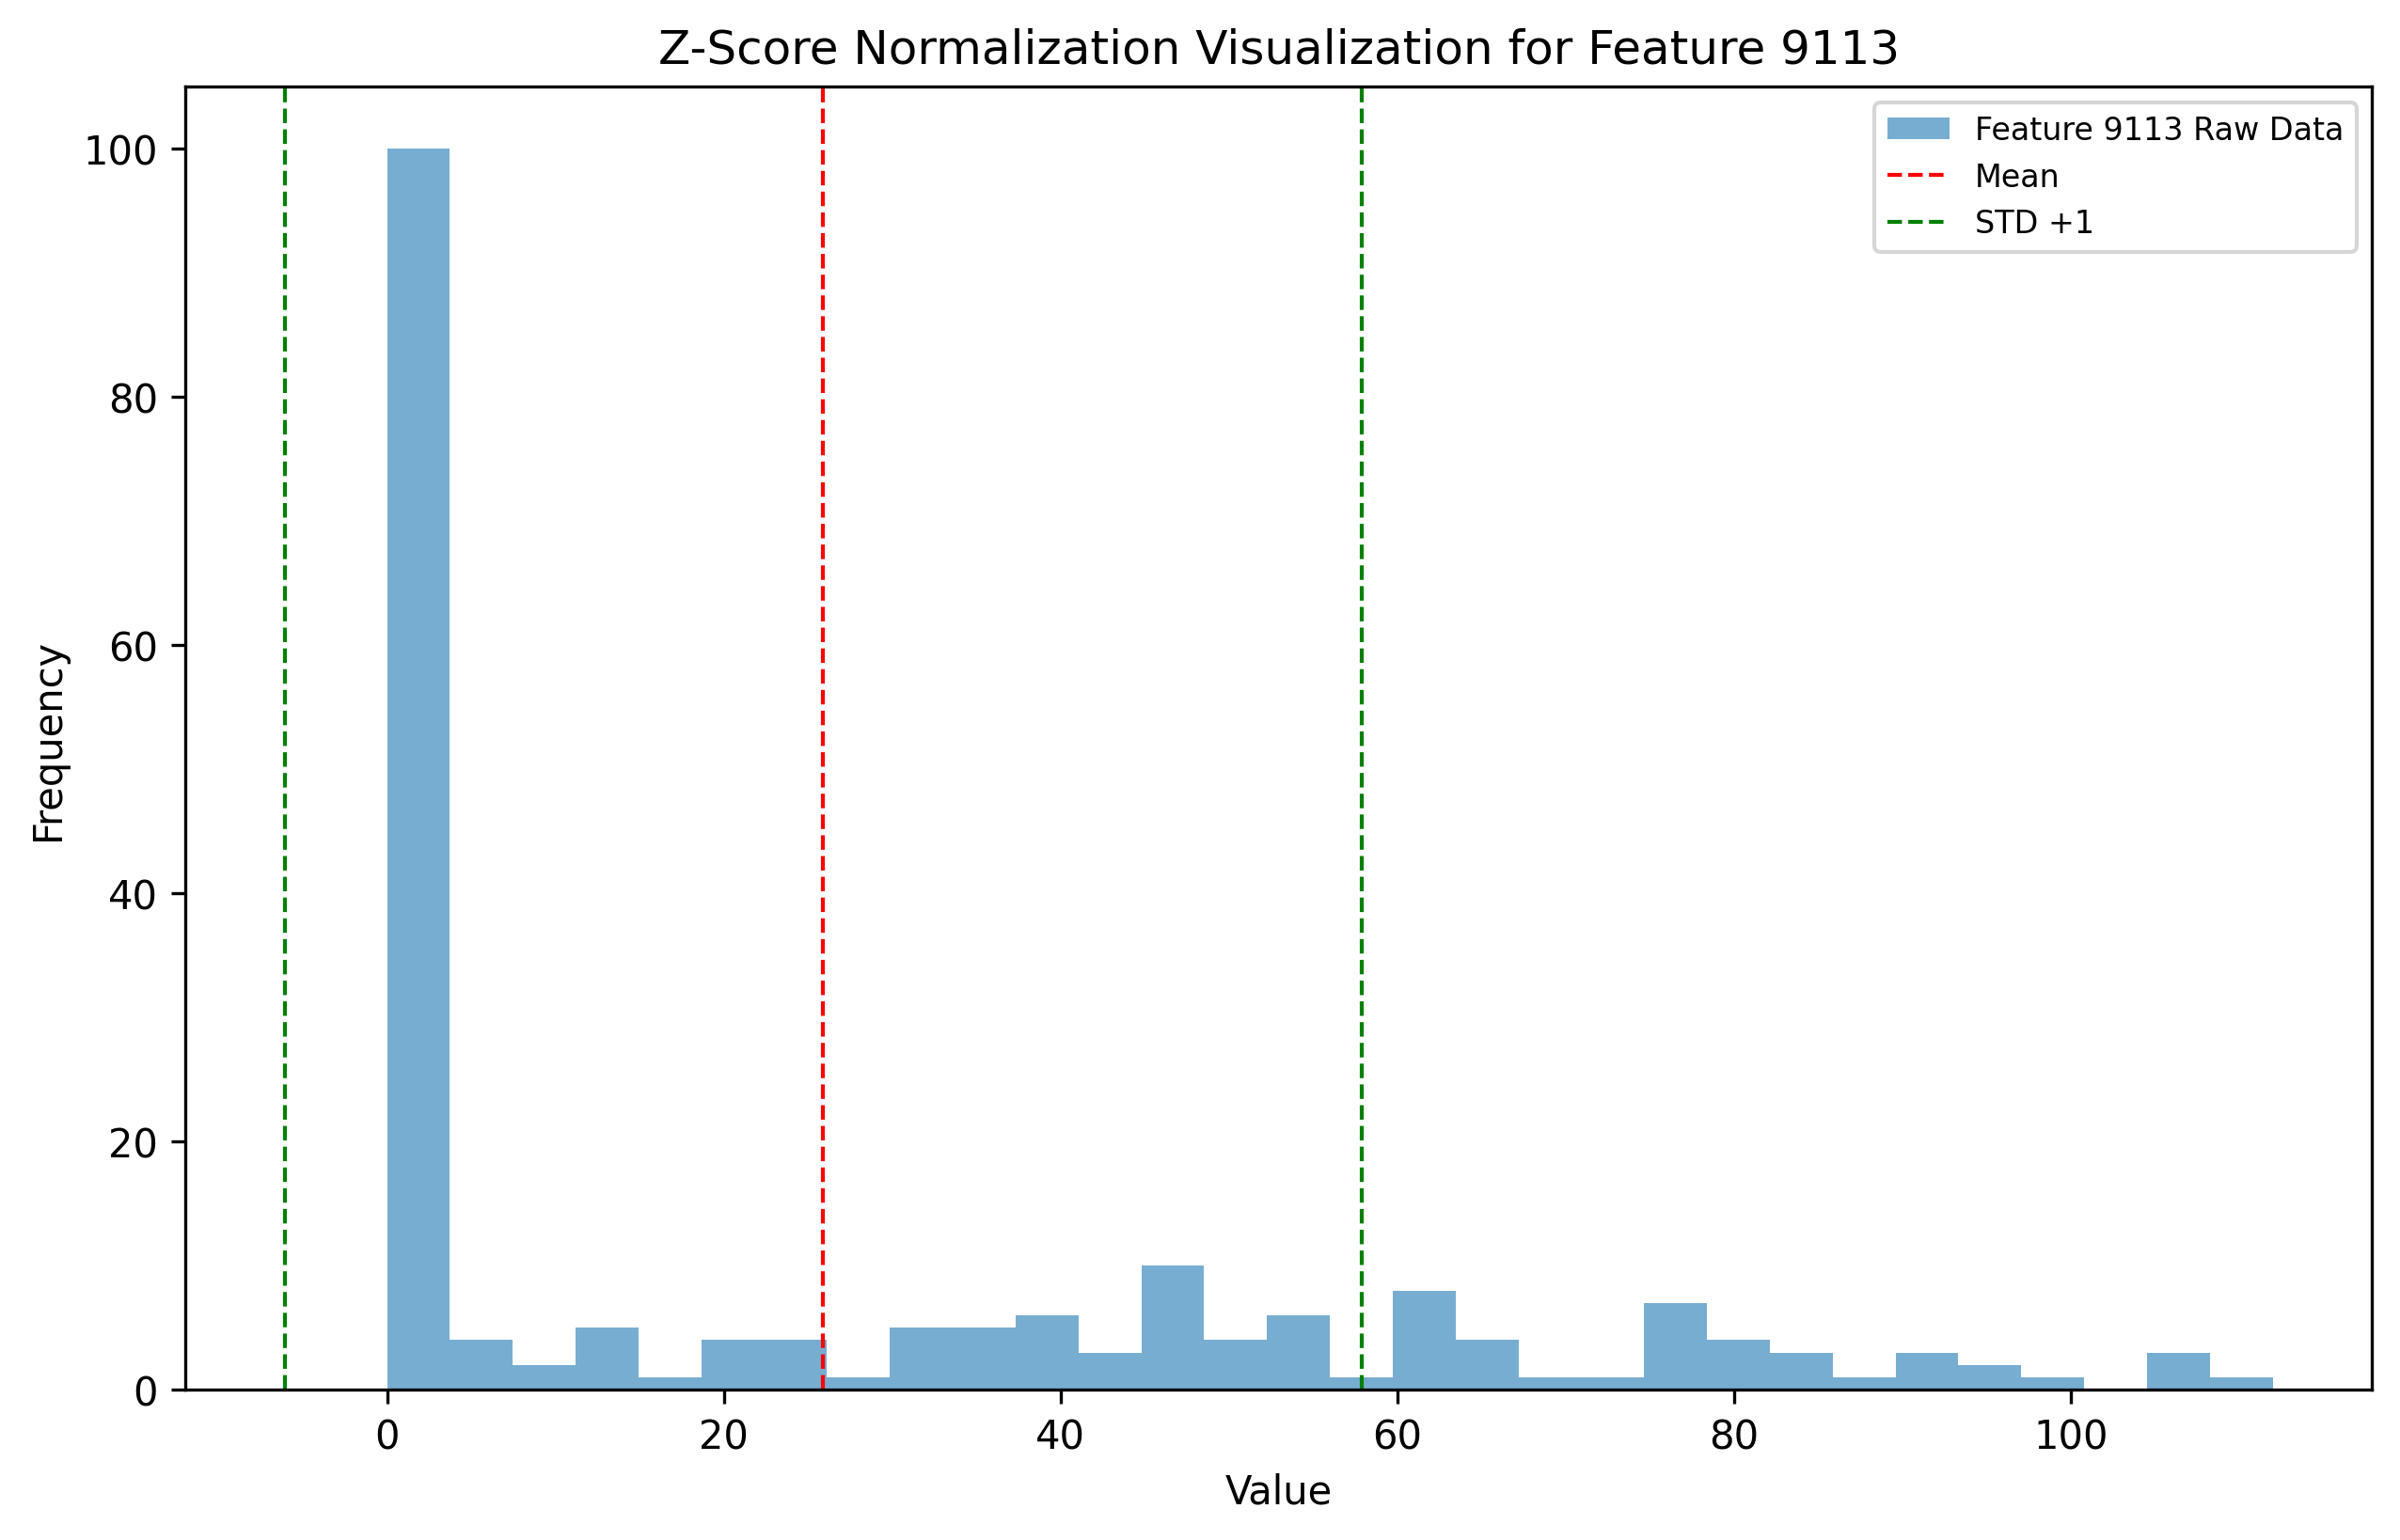 Z-Score Normalization Visualization for Feature 9113
Feature 9113 Raw Data
Mean
STD +1
100
80
60
40
20
0
Frequency
0 20 40 60 80 100
Value